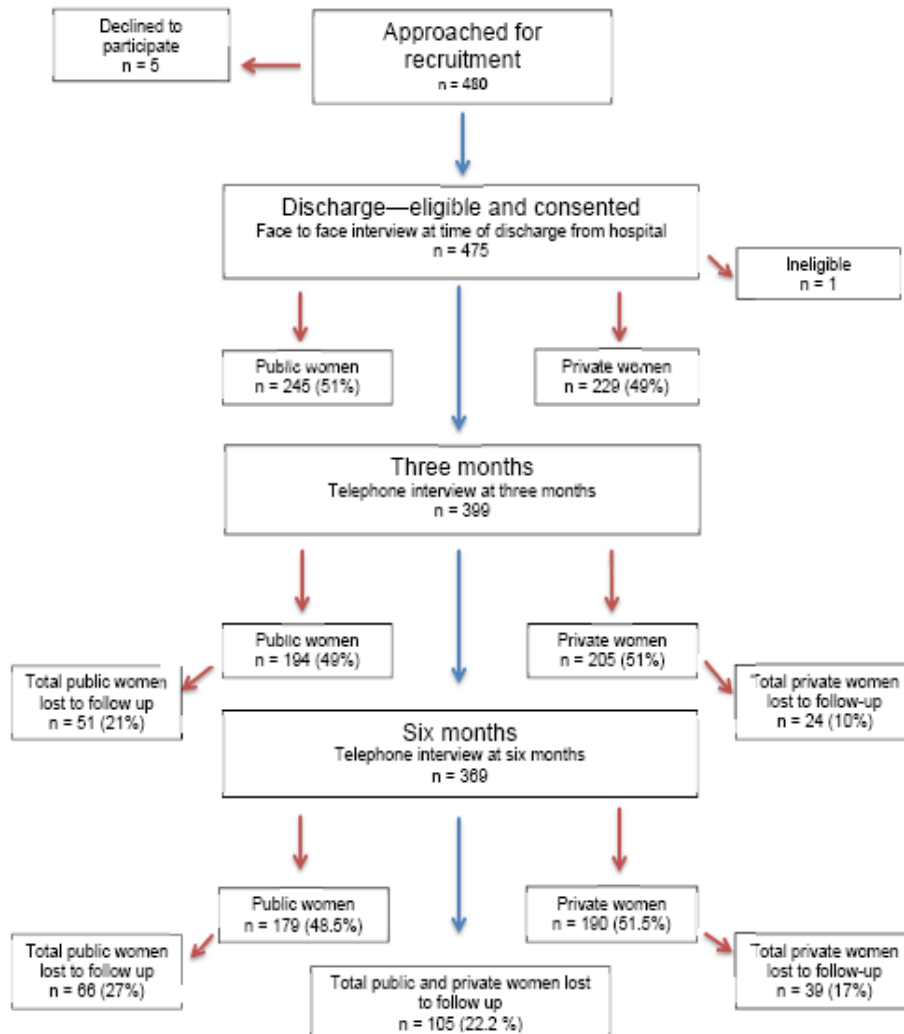 Declined to
participate
n = 5
Approached for
recruitment
n = 480
Discharge—eligible and consented
Face to face interview at time of discharge from hospital
n = 475
Ineligible
n = 1
Public women
n = 245 (51%)
Private women
n = 229 (49%)
Three months
Telephone interview at three months
n = 399
Public women
n = 194 (49%)
Private women
n = 205 (51%)
Total public women
lost to follow up
n = 51 (21%)
Total private women
lost to follow-up
n = 24 (10%)
Six months
Telephone interview at six months
n = 369
Public women
n = 179 (48.5%)
Private women
n = 190 (51.5%)
Total public women
lost to follow up
n = 66 (27%)
Total public and private women lost
to follow up
n = 105 (22.2 %)
Total private women
lost to follow-up
n = 39 (17%)